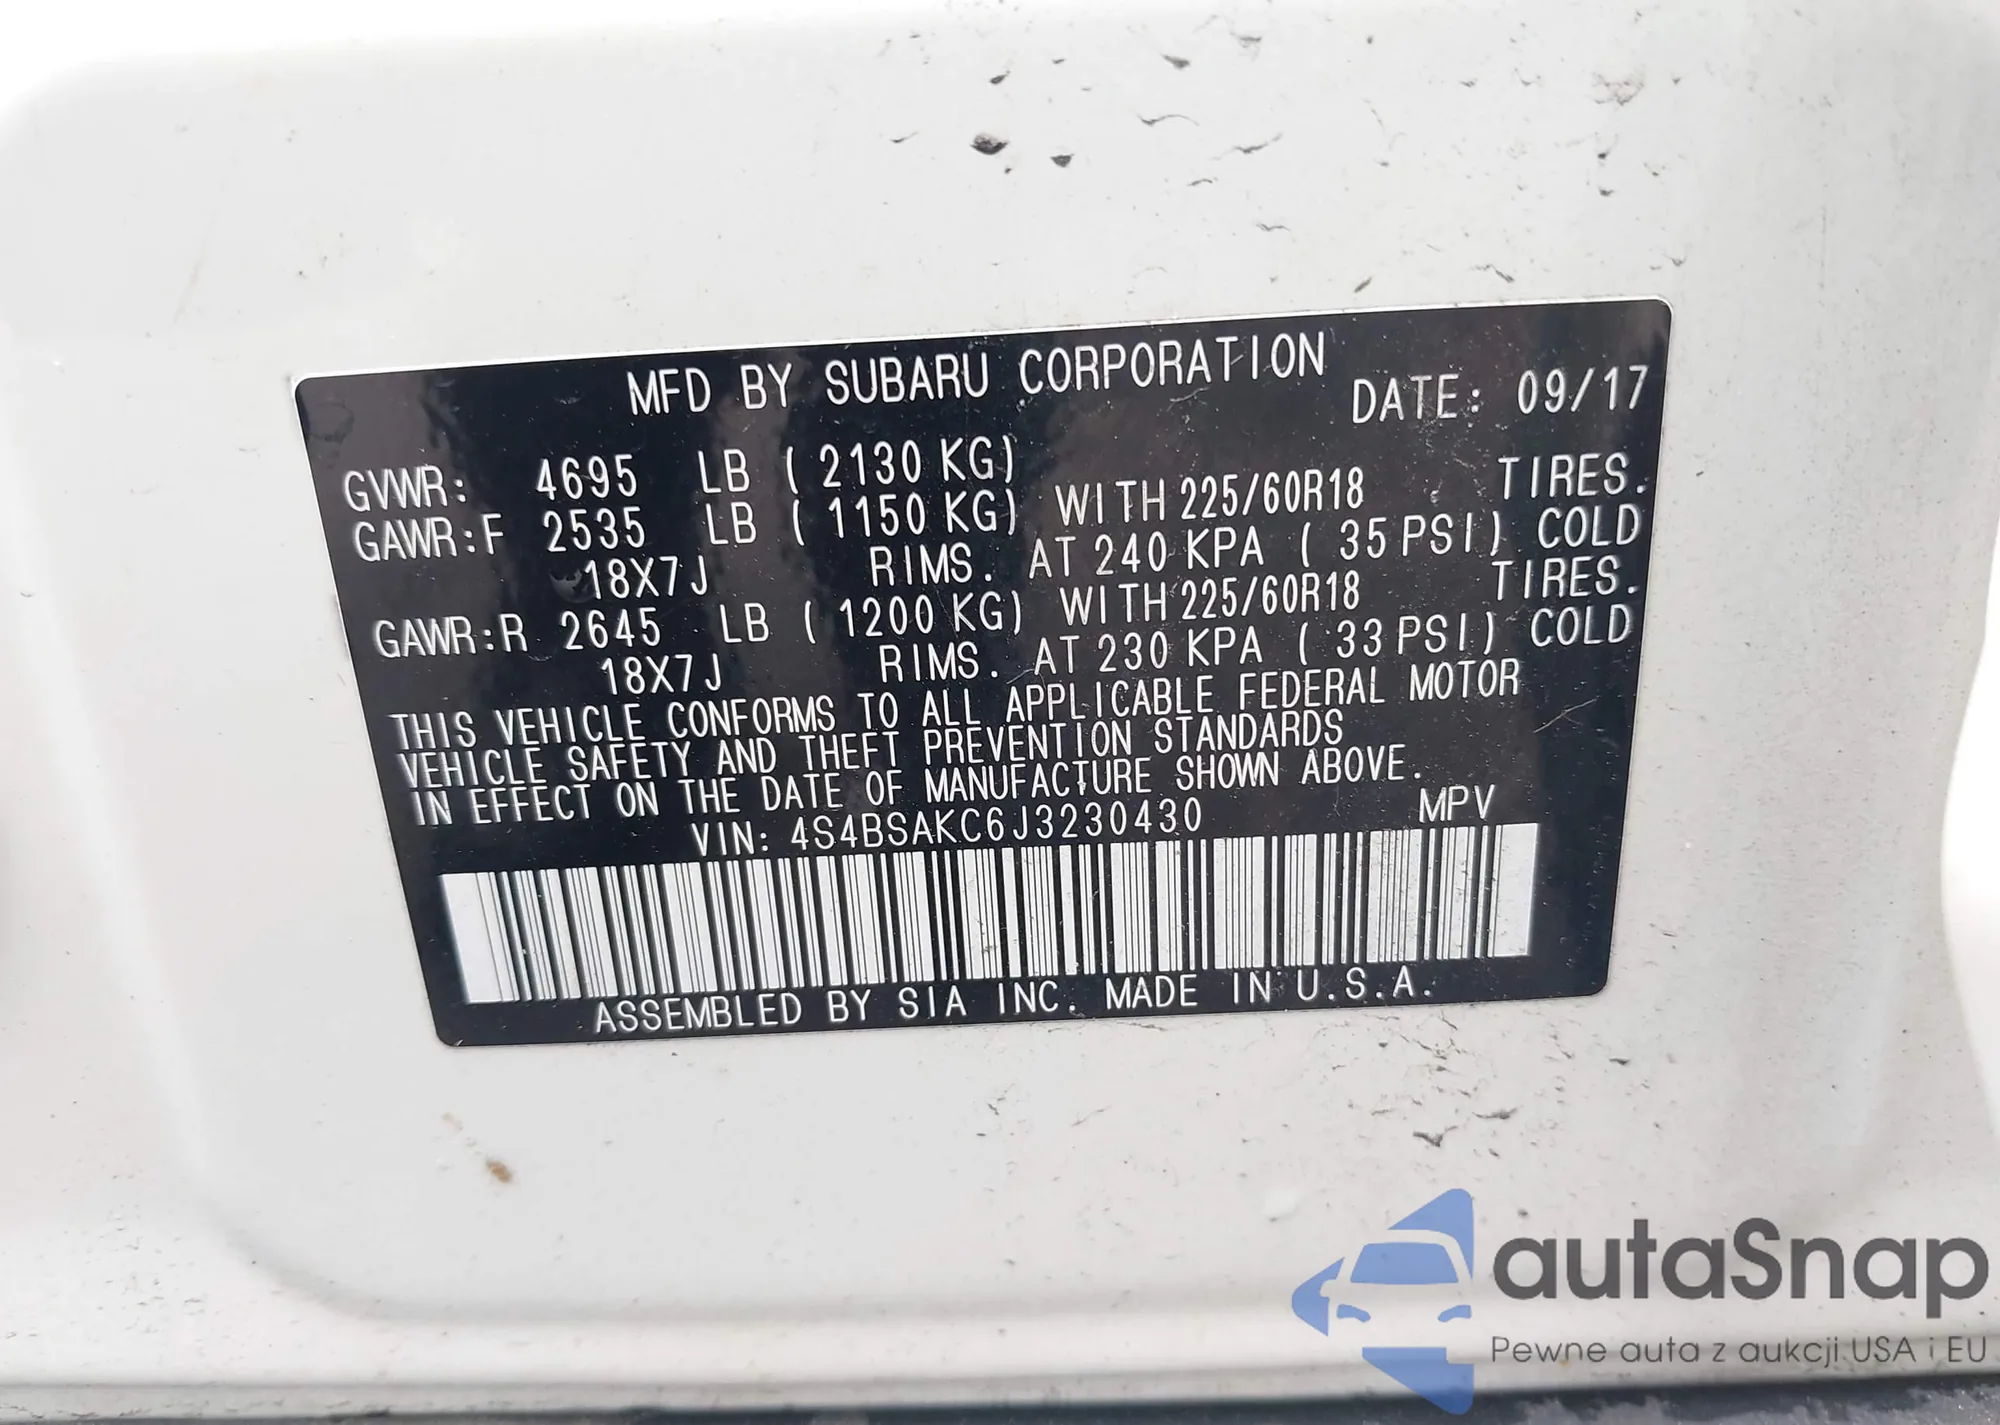 MFD BY SUBARU CORPORATION DATE: 09/17
GVWR: 4695 LB ( 2130 KG)
GAWR:F 2535 LB ( 1150 KG) WITH 225/60R18 TIRES.
18X7J RIMS. AT 240 KPA ( 35 PSI) COLD
GAWR:R 2645 LB ( 1200 KG) WITH 225/60R18 TIRES.
18X7J RIMS. AT 230 KPA ( 33 PSI) COLD
THIS VEHICLE CONFORMS TO ALL APPLICABLE FEDERAL MOTOR
VEHICLE SAFETY AND THEFT PREVENTION STANDARDS
IN EFFECT ON THE DATE OF MANUFACTURE SHOWN ABOVE.
VIN: 4S4BSAKC6J3230430 MPV
ASSEMBLED BY SIA INC. MADE IN U.S.A.
autaSnap
Pewne auta z aukcji USA i EU